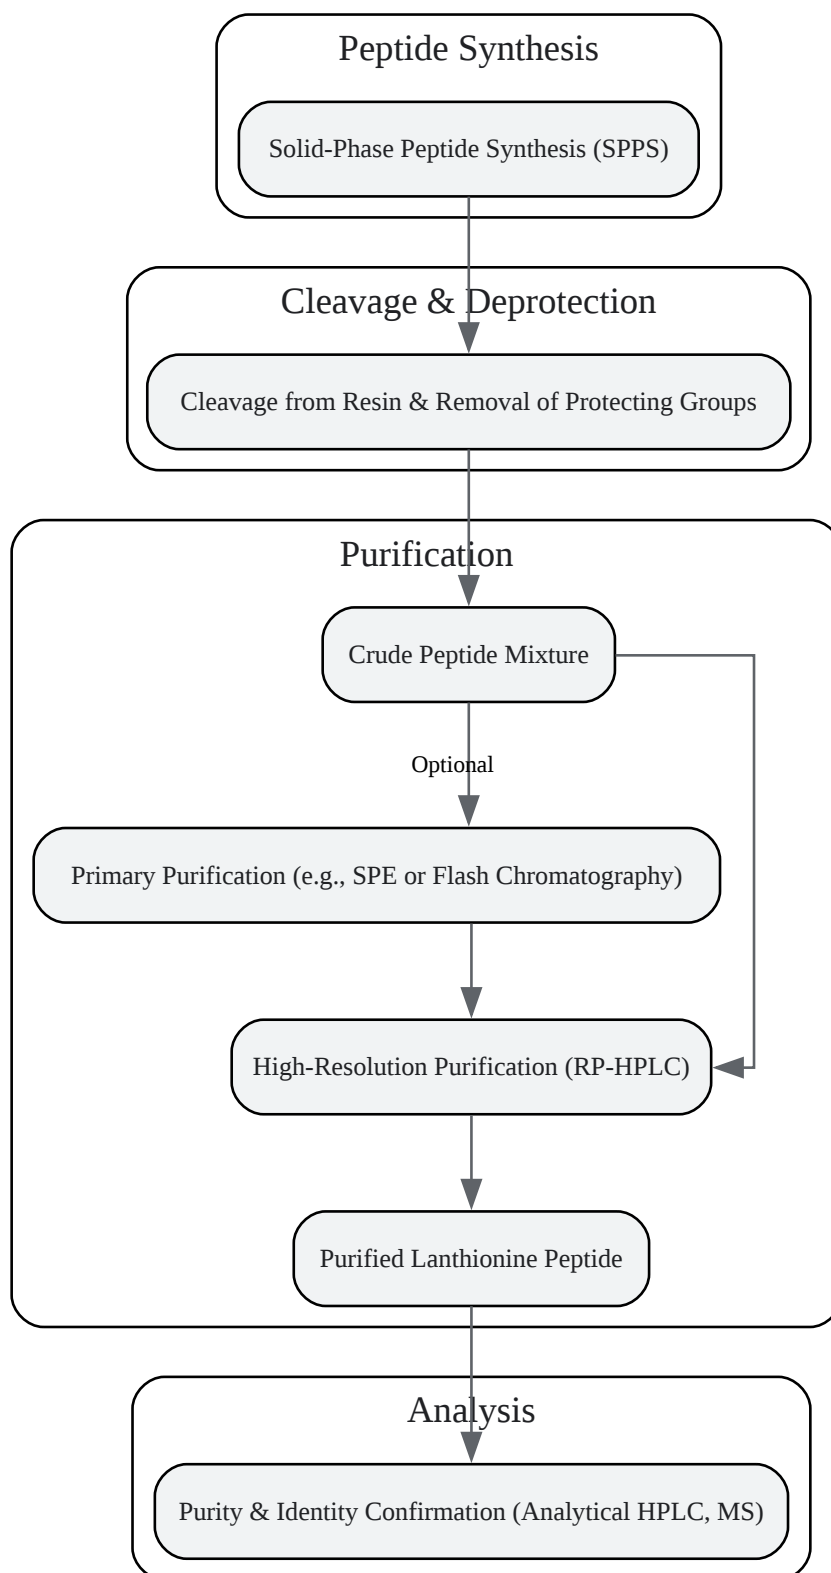 Peptide Synthesis
Solid-Phase Peptide Synthesis (SPPS)
Cleavage & Deprotection
Cleavage from Resin & Removal of Protecting Groups
Purification
Crude Peptide Mixture
Optional
Primary Purification (e.g., SPE or Flash Chromatography)
High-Resolution Purification (RP-HPLC)
Purified Lanthionine Peptide
Analysis
Purity & Identity Confirmation (Analytical HPLC, MS)